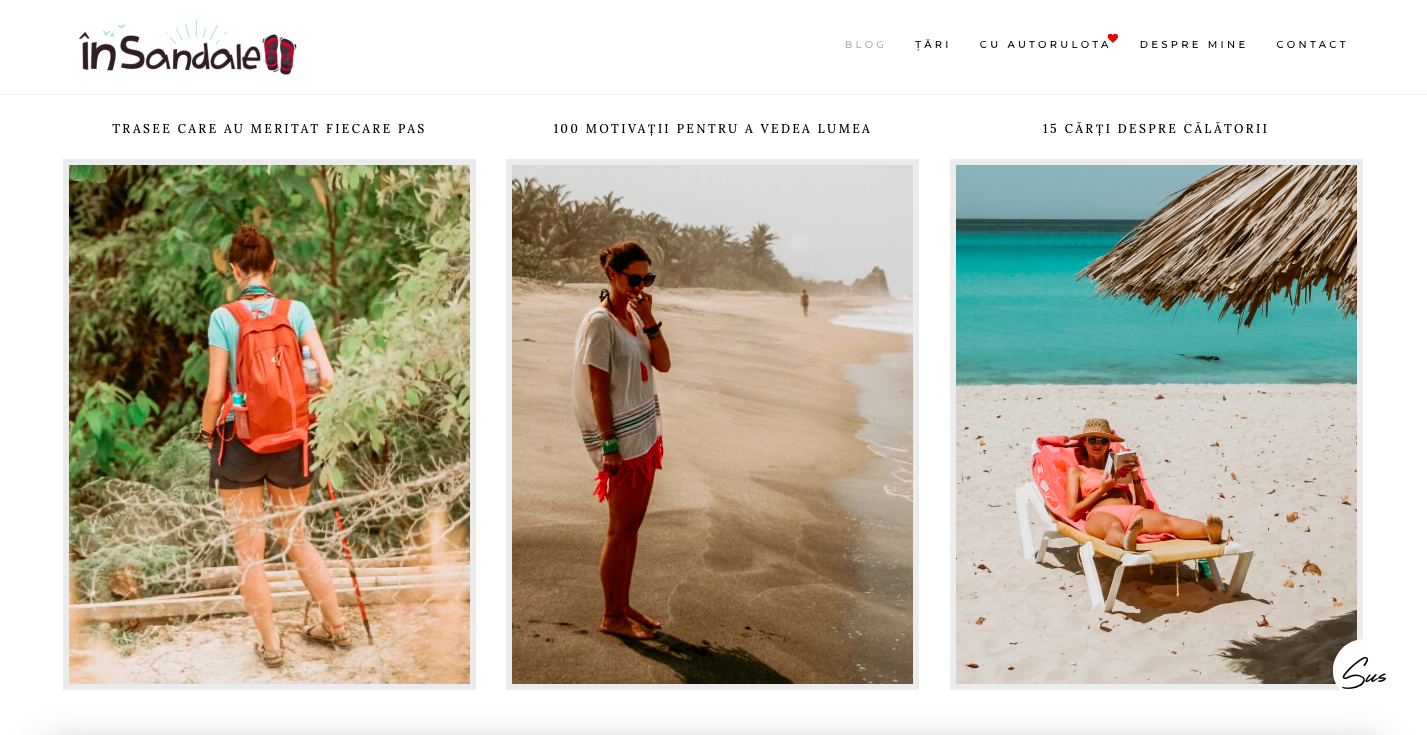 înSandale
BLOG
ȚĂRI
CU AUTORULOTA
DESPRE MINE
CONTACT
TRASEE CARE AU MERITAT FIECARE PAS
100 MOTIVAȚII PENTRU A VEDEA LUMEA
15 CĂRȚI DESPRE CĂLĂTORII
Sus